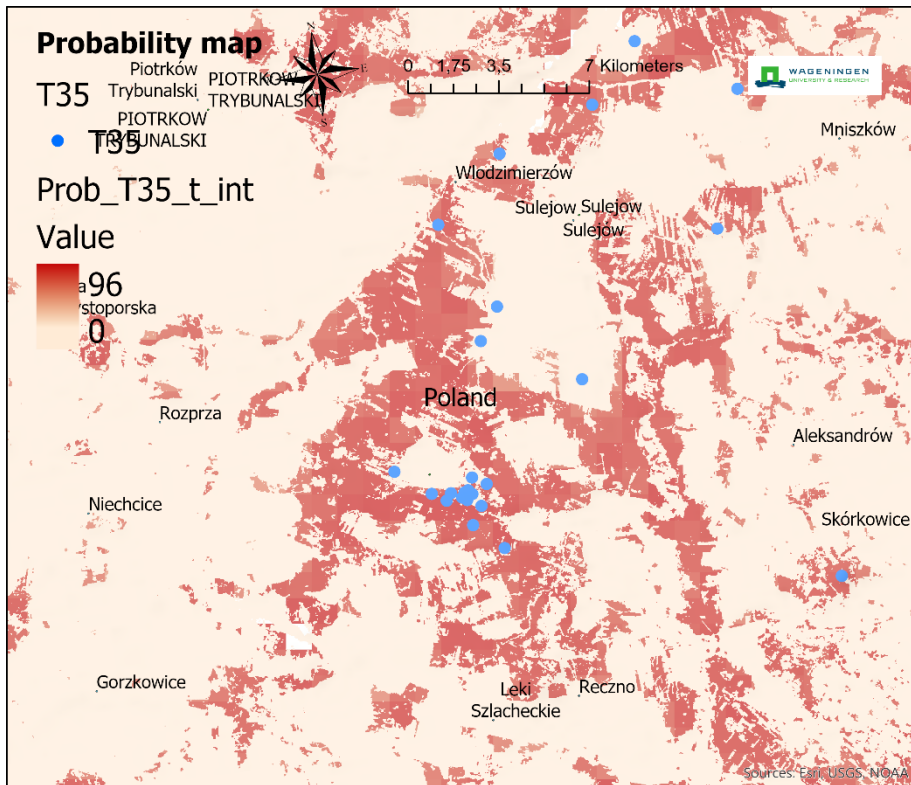 Probability map
Piotrków
Trybunalski
PIOTRKOW
TRYBUNALSKI
T35
PIOTRKOW
TRYBUNALSKI
T35
Prob_T35_t_int
Value
96
a
ystoporska
0
N
E
S
0 1,75 3,5 7 Kilometers
WAGENINGEN
UNIVERSITY & RESEARCH
Mniszków
Wlodzimierzów
Sulejow Sulejow
Sulejów
Poland
Rozprza
Aleksandrów
Niechcice
Skórkowice
Gorzkowice
Leki
Szlacheckie
Reczno
Sources: Esri, USGS, NOAA